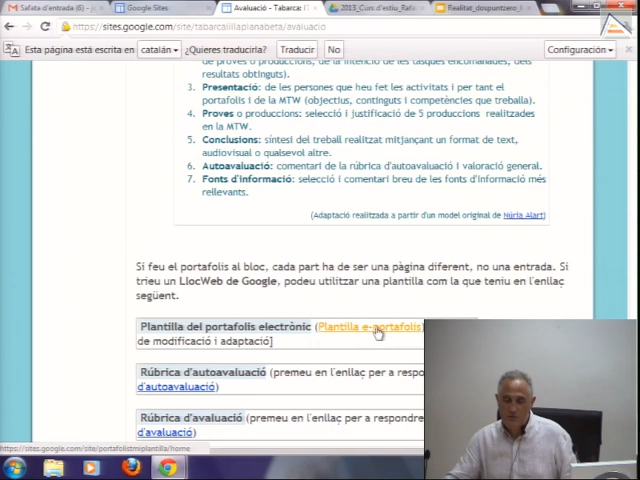 Safata d'entrada (6) - j
Google Sites
Avaluació - Tabarca: IT
2013_Curs d'estiu_Rafa
Realitat_dospuntzero_I
https://sites.google.com/site/tabarcailllaplanabeta/avaluacio
Esta página está escrita en catalán ¿Quieres traducirla? Traducir No Configuración
de proves o produccions, de la intenció de les tasques encomanades, dels
resultats obtinguts).
3. Presentació: de les persones que heu fet les activitats i per tant el
portafolis i de la MTW (objectius, continguts i competències que treballa).
4. Proves o produccions: selecció i justificació de 5 produccions realitzades
en la MTW.
5. Conclusions: síntesi del treball realitzat mitjançant un format de text,
audiovisual o qualsevol altre.
6. Autoavaluació: comentari de la rúbrica d'autoavaluació i valoració general.
7. Fonts d'informació: selecció i comentari breu de les fonts d'informació més
rellevants.
(Adaptació realitzada a partir d'un model original de Núria Alart)
Si feu el portafolis al bloc, cada part ha de ser una pàgina diferent, no una entrada. Si
trieu un LlocWeb de Google, podeu utilitzar una plantilla com la que teniu en l'enllaç
següent.
Plantilla del portafolis electrònic (Plantilla e-portafolis)
de modificació i adaptació]
Rúbrica d'autoavaluació (premeu en l'enllaç per a respo
d'autoavaluació)
Rúbrica d'avaluació (premeu en l'enllaç per a respondre
d'avaluació)
https://sites.google.com/site/portafolistmiplantilla/home